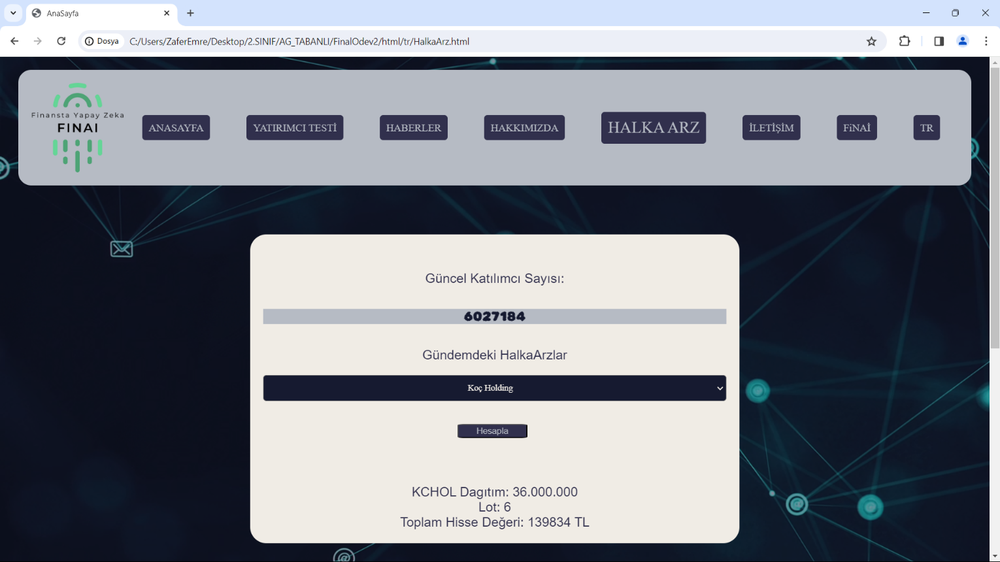 AnaSayfa
Dosya
C:/Users/ZaferEmre/Desktop/2.SINIF/AG_TABANLI/FinalOdev2/html/tr/HalkaArz.html
Finansta Yapay Zeka
FINAI
ANASAYFA
YATIRIMCI TESTİ
HABERLER
HAKKIMIZDA
HALKA ARZ
İLETİŞİM
FiNAİ
TR
Güncel Katılımcı Sayısı:
6027184
Gündemdeki HalkaArzlar
Koç Holding
Hesapla
KCHOL Dagıtım: 36.000.000
Lot: 6
Toplam Hisse Değeri: 139834 TL